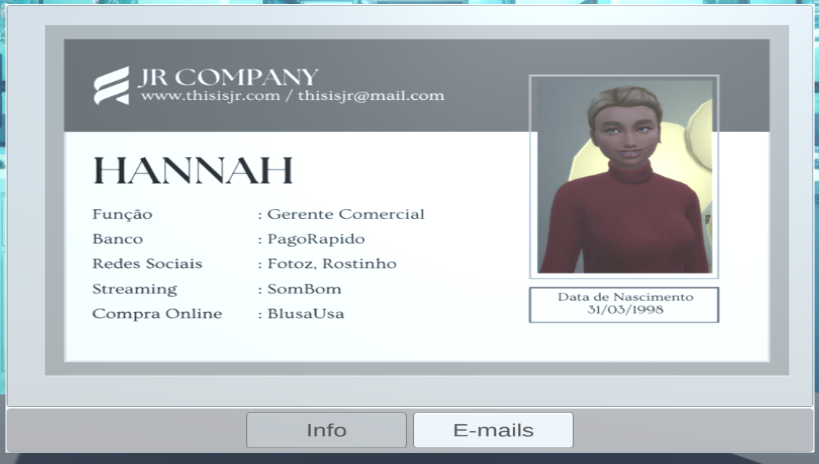 JR COMPANY
www.thisisjr.com / thisisjr@mail.com
HANNAH
Função : Gerente Comercial
Banco : PagoRapido
Redes Sociais : Fotoz, Rostinho
Streaming : SomBom
Compra Online : BlusaUsa
Data de Nascimento
31/03/1998
Info
E-mails